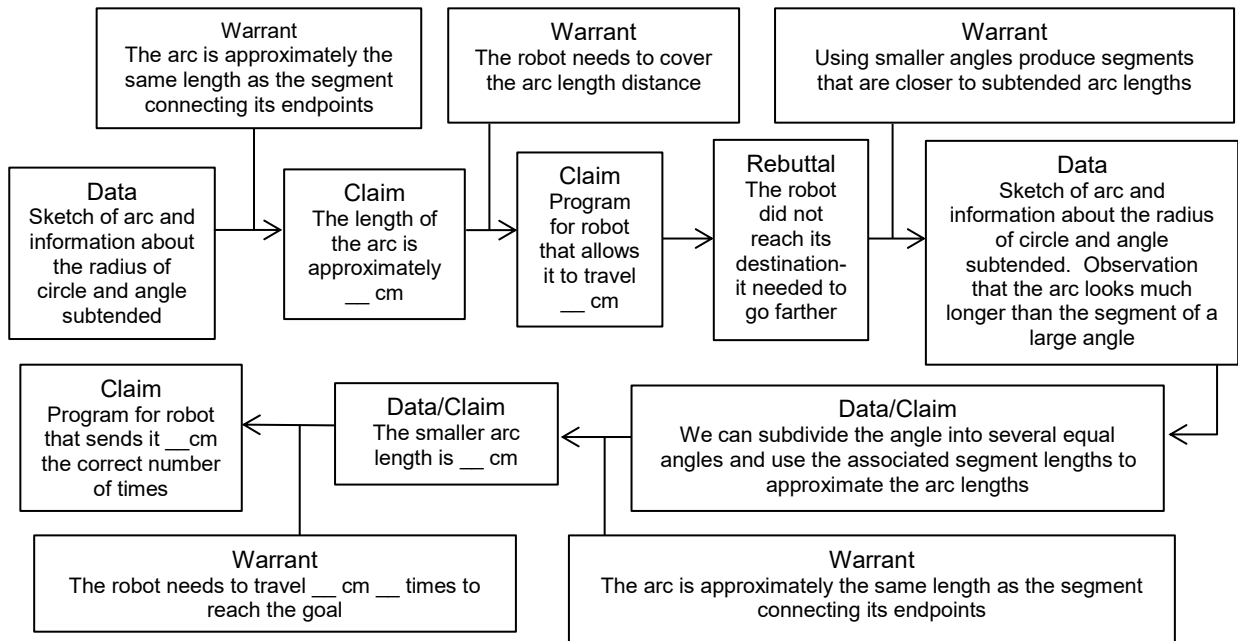 Warrant
The arc is approximately the
same length as the segment
connecting its endpoints
Warrant
The robot needs to cover
the arc length distance
Warrant
Using smaller angles produce segments
that are closer to subtended arc lengths
Data
Sketch of arc and
information about
the radius of
circle and angle
subtended
Claim
The length of
the arc is
approximately
__ cm
Claim
Program
for robot
that allows
it to travel
__ cm
Rebuttal
The robot
did not
reach its
destination-
it needed to
go farther
Data
Sketch of arc and
information about the radius
of circle and angle
subtended.  Observation
that the arc looks much
longer than the segment of a
large angle
Claim
Program for robot
that sends it __cm
the correct number
of times
Data/Claim
The smaller arc
length is __ cm
Data/Claim
We can subdivide the angle into several equal
angles and use the associated segment lengths to
approximate the arc lengths
Warrant
The robot needs to travel __ cm __ times to
reach the goal
Warrant
The arc is approximately the same length as the segment
connecting its endpoints